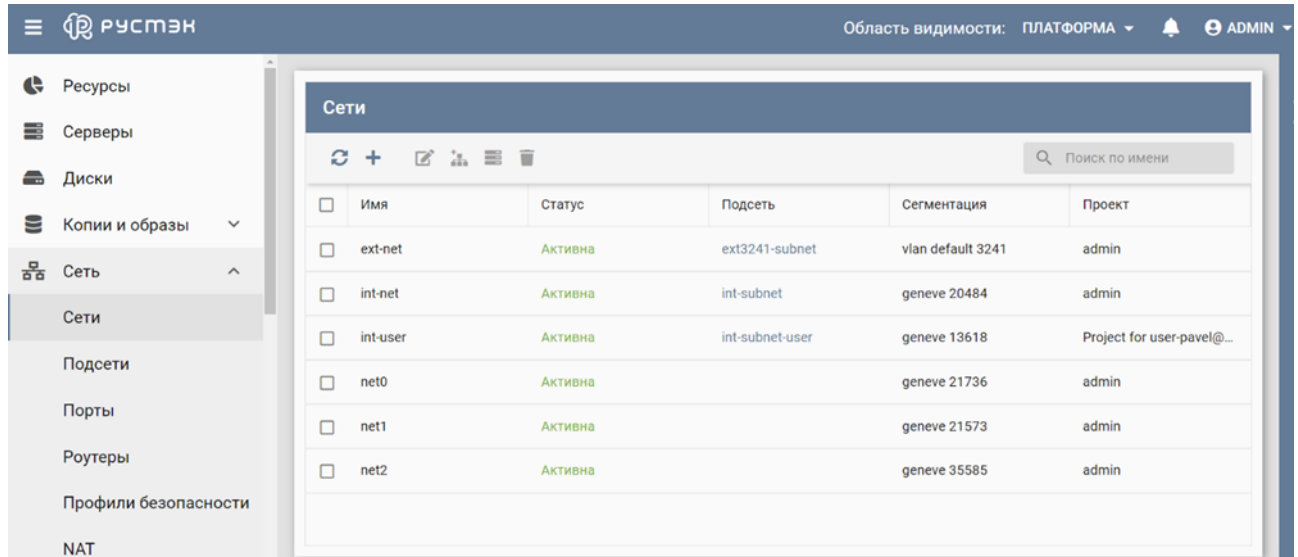 РУСТЭК
Область видимости: ПЛАТФОРМА
ADMIN
Ресурсы
Серверы
Диски
Копии и образы
Сеть
Сети
Подсети
Порты
Роутеры
Профили безопасности
NAT
Сети
Поиск по имени
Имя Статус Подсеть Сегментация Проект
ext-net Активна ext3241-subnet vlan default 3241 admin
int-net Активна int-subnet geneve 20484 admin
int-user Активна int-subnet-user geneve 13618 Project for user-pavel@...
net0 Активна geneve 21736 admin
net1 Активна geneve 21573 admin
net2 Активна geneve 35585 admin